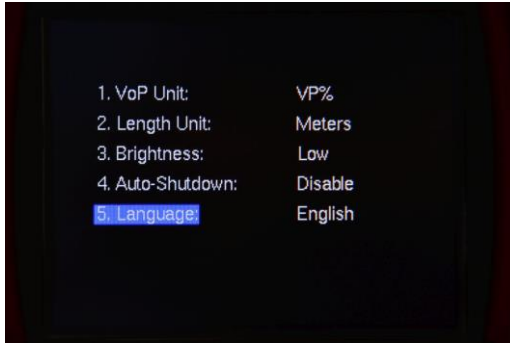 1. VoP Unit: VP%
2. Length Unit: Meters
3. Brightness: Low
4. Auto-Shutdown: Disable
5. Language: English